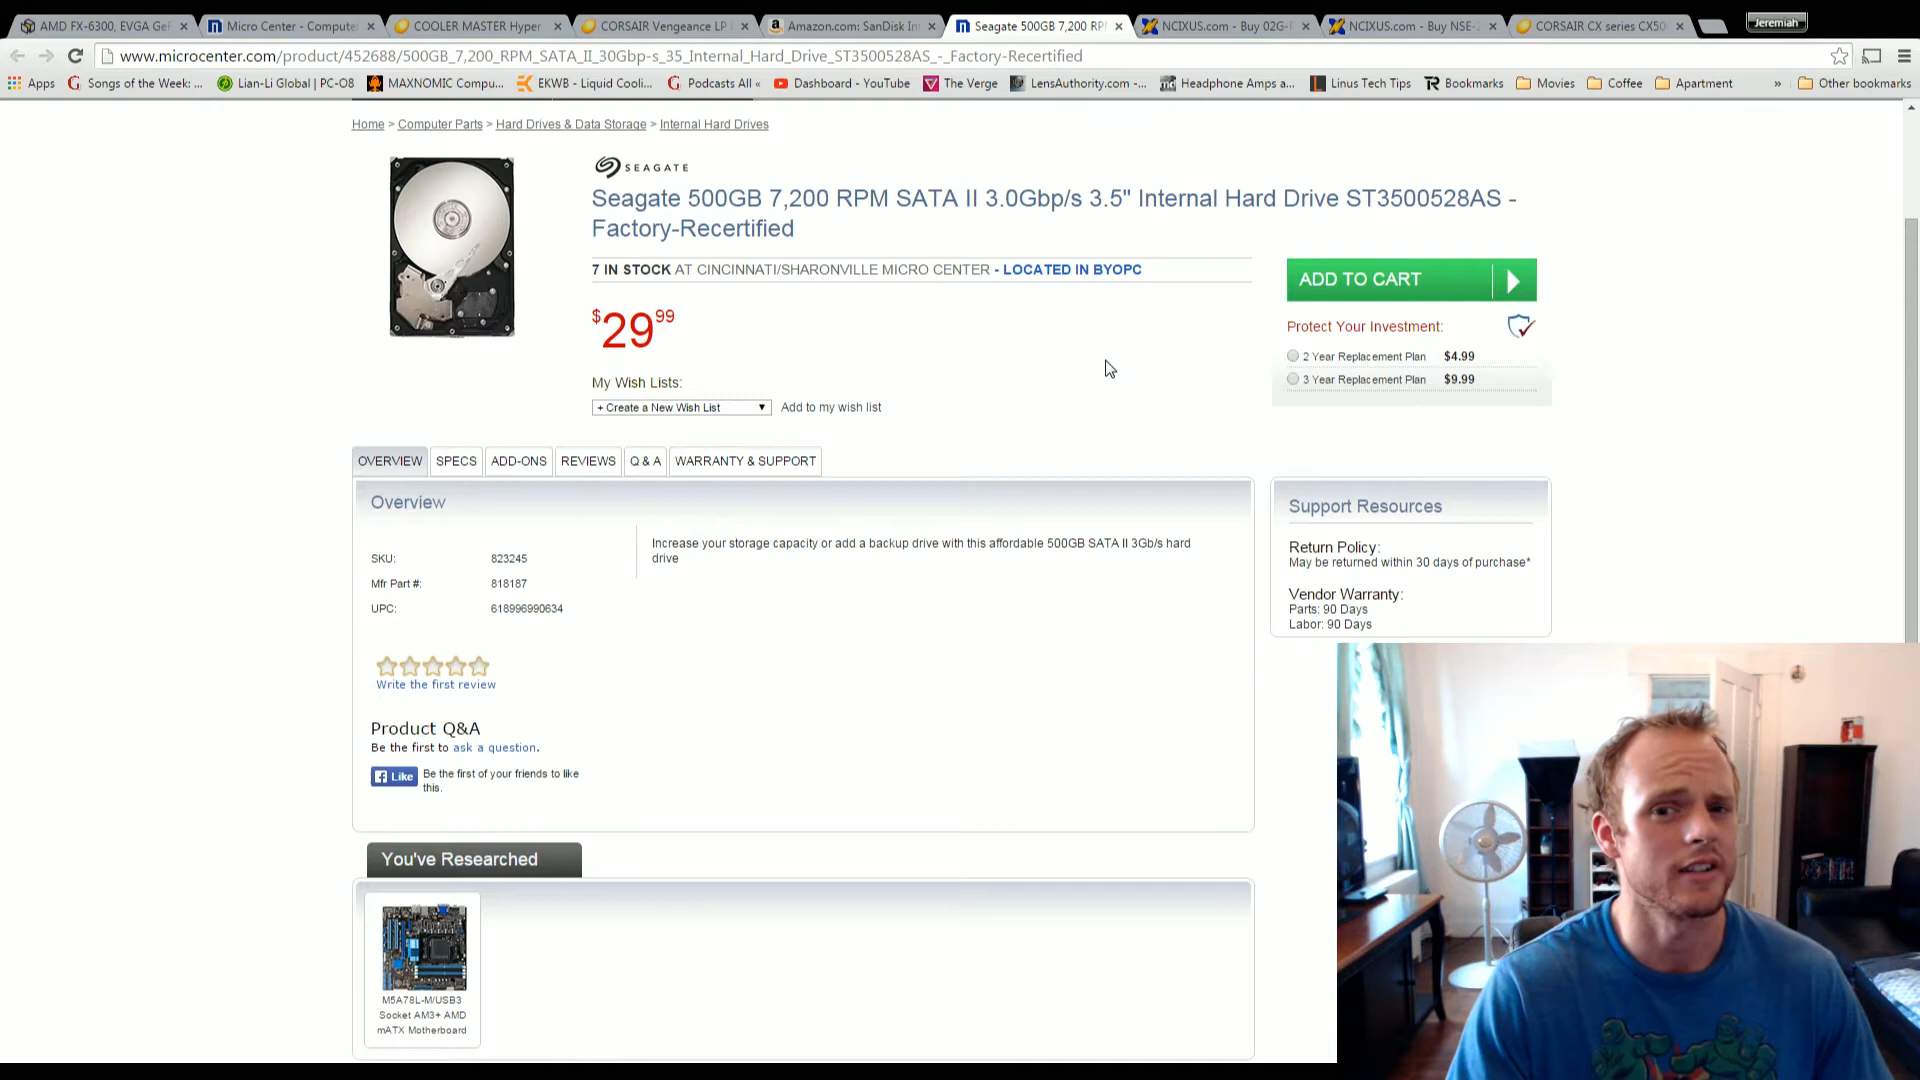 AMD FX-6300, EVGA GeF
Micro Center - Compute
COOLER MASTER Hyper
CORSAIR Vengeance LP
Amazon.com: SanDisk In
Seagate 500GB 7,200 RP
NCIXUS.com - Buy 02G-
NCIXUS.com - Buy NSE-
CORSAIR CX series CX50
Jeremiah
www.microcenter.com/product/452688/500GB_7,200_RPM_SATA_II_30Gbp-s_35_Internal_Hard_Drive_ST3500528AS_-_Factory-Recertified
Apps
Songs of the Week: ...
Lian-Li Global | PC-O8
MAXNOMIC Compu...
EKWB - Liquid Cooli...
Podcasts All «
Dashboard - YouTube
The Verge
LensAuthority.com -...
Headphone Amps a...
Linus Tech Tips
Bookmarks
Movies
Coffee
Apartment
»
Other bookmarks
Home > Computer Parts > Hard Drives & Data Storage > Internal Hard Drives
SEAGATE
Seagate 500GB 7,200 RPM SATA II 3.0Gbp/s 3.5" Internal Hard Drive ST3500528AS -
Factory-Recertified
7 IN STOCK AT CINCINNATI/SHARONVILLE MICRO CENTER - LOCATED IN BYOPC
$29 99
My Wish Lists:
+ Create a New Wish List
Add to my wish list
ADD TO CART
Protect Your Investment:
2 Year Replacement Plan $4.99
3 Year Replacement Plan $9.99
OVERVIEW
SPECS
ADD-ONS
REVIEWS
Q & A
WARRANTY & SUPPORT
Overview
SKU: 823245
Mfr Part #: 818187
UPC: 618996990634
Increase your storage capacity or add a backup drive with this affordable 500GB SATA II 3Gb/s hard
drive
Write the first review
Product Q&A
Be the first to ask a question.
Like
Be the first of your friends to like
this.
Support Resources
Return Policy:
May be returned within 30 days of purchase*
Vendor Warranty:
Parts: 90 Days
Labor: 90 Days
You've Researched
M5A78L-M/USB3
Socket AM3+ AMD
mATX Motherboard